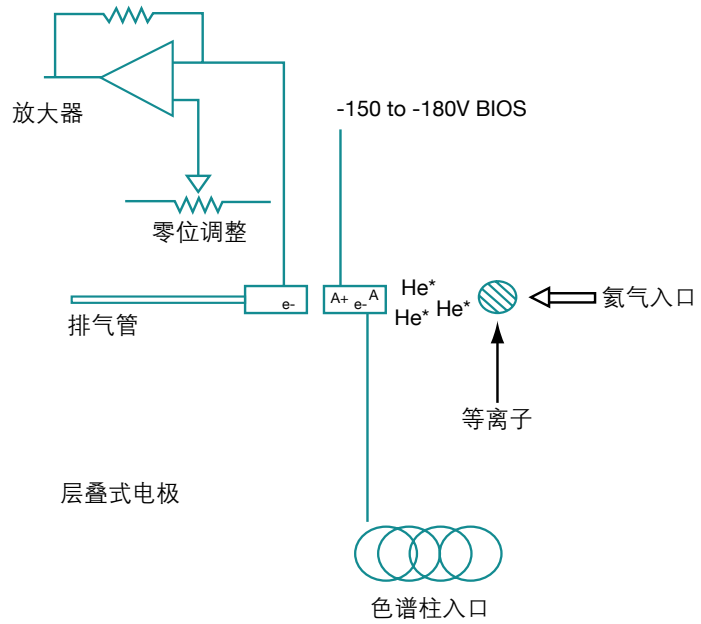 放大器
-150 to -180V BIOS
零位调整
e-
A+ e- A
He*
He* He*
氦气入口
排气管
等离子
层叠式电极
色谱柱入口